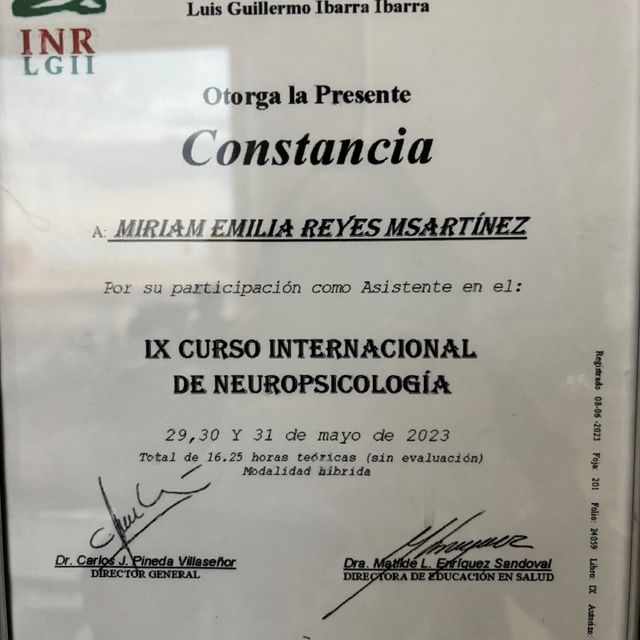 Luis Guillermo Ibarra Ibarra
INR
LGII
Otorga la Presente
Constancia
A: MIRIAM EMILIA REYES MSARTÍNEZ
Por su participación como Asistente en el:
IX CURSO INTERNACIONAL
DE NEUROPSICOLOGÍA
29,30 Y 31 de mayo de 2023
Total de 16.25 horas teóricas (sin evaluación)
Modalidad híbrida
Dr. Carlos J. Pineda Villaseñor
DIRECTOR GENERAL
Dra. Matilde L. Enríquez Sandoval
DIRECTORA DE EDUCACIÓN EN SALUD
Registrado 08-06-2023 Foja: 201 Folio: 24059 Libro: IX